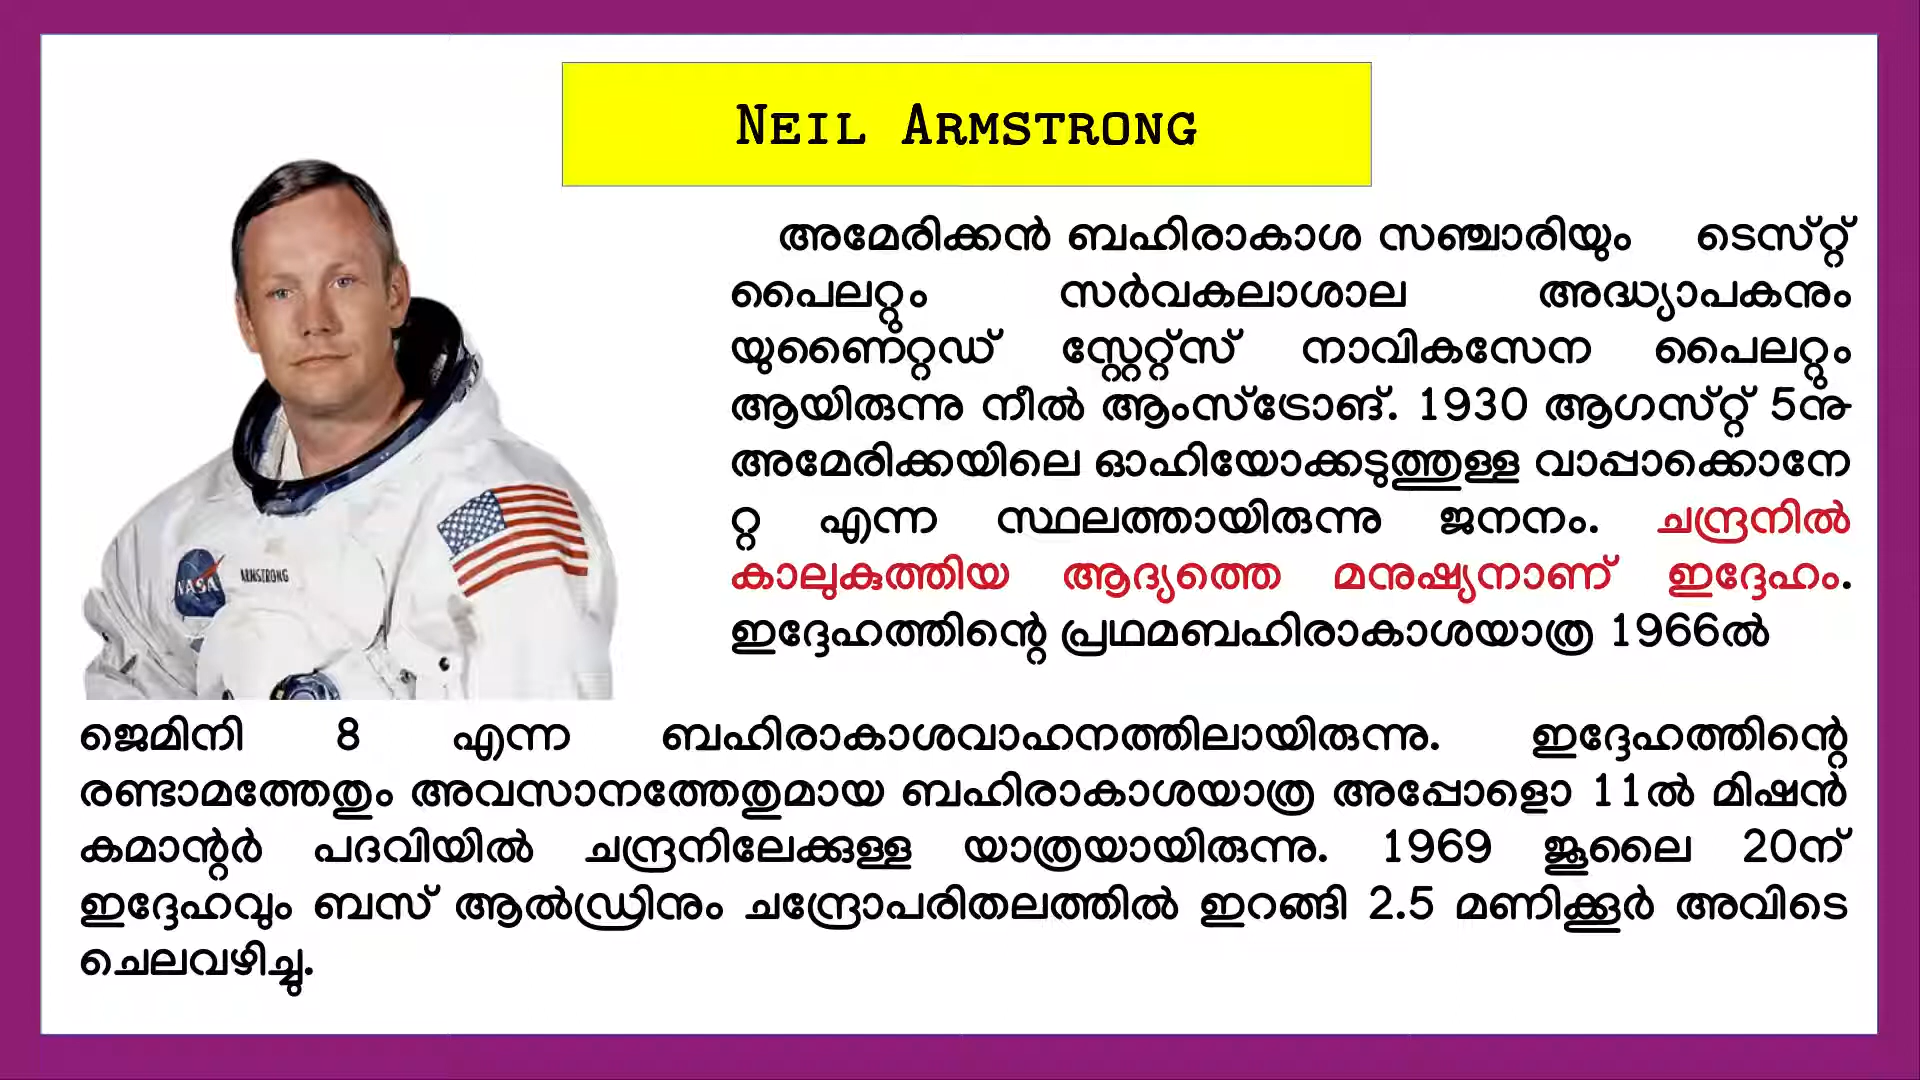 NEIL ARMSTRONG
അമേരിക്കൻ ബഹിരാകാശ സഞ്ചാരിയും ടെസ്റ്റ്
പൈലറ്റും സർവകലാശാല അദ്ധ്യാപകനും
യുണൈറ്റഡ് സ്റ്റേറ്റ്സ് നാവികസേന പൈലറ്റും
ആയിരുന്നു നീൽ ആംസ്ട്രോങ്. 1930 ആഗസ്റ്റ് 5നു
അമേരിക്കയിലെ ഓഹിയോക്കടുത്തുള്ള വാപ്പാക്കൊനേ
റ്റ എന്ന സ്ഥലത്തായിരുന്നു ജനനം. ചന്ദ്രനിൽ
കാലുകുത്തിയ ആദ്യത്തെ മനുഷ്യനാണ് ഇദ്ദേഹം.
ഇദ്ദേഹത്തിന്റെ പ്രഥമബഹിരാകാശയാത്ര 1966ൽ
NASA
ARMSTRONG
ജെമിനി 8 എന്ന ബഹിരാകാശവാഹനത്തിലായിരുന്നു. ഇദ്ദേഹത്തിന്റെ
രണ്ടാമത്തേതും അവസാനത്തേതുമായ ബഹിരാകാശയാത്ര അപ്പോളൊ 11ൽ മിഷൻ
കമാന്റർ പദവിയിൽ ചന്ദ്രനിലേക്കുള്ള യാത്രയായിരുന്നു. 1969 ജൂലൈ 20ന്
ഇദ്ദേഹവും ബസ് ആൽഡ്രിനും ചന്ദ്രോപരിതലത്തിൽ ഇറങ്ങി 2.5 മണിക്കൂർ അവിടെ
ചെലവഴിച്ചു.